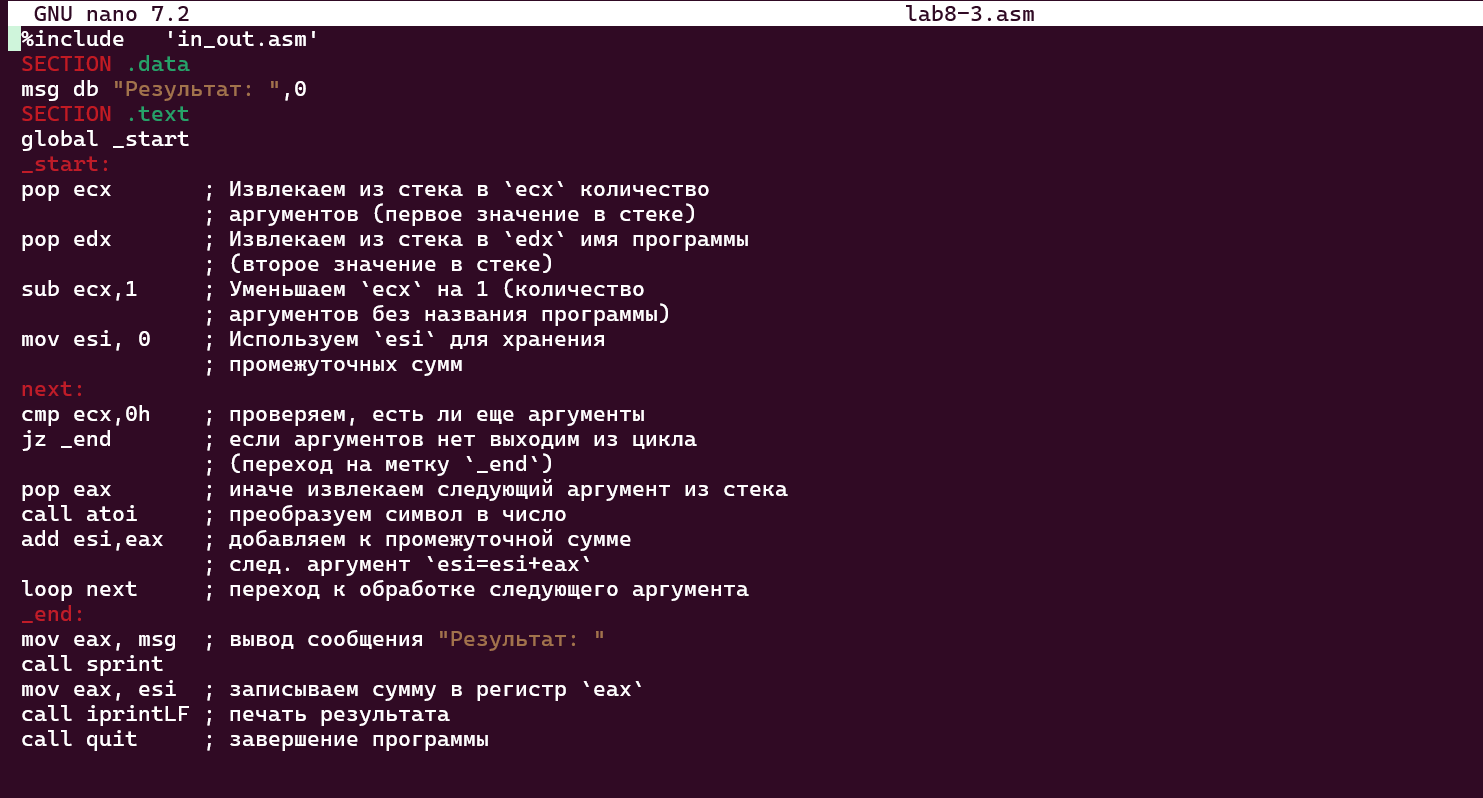 GNU nano 7.2 lab8-3.asm
%include   'in_out.asm'
SECTION .data
msg db "Результат: ",0
SECTION .text
global _start
_start:
pop ecx       ; Извлекаем из стека в `ecx` количество
              ; аргументов (первое значение в стеке)
pop edx       ; Извлекаем из стека в `edx` имя программы
              ; (второе значение в стеке)
sub ecx,1     ; Уменьшаем `ecx` на 1 (количество
              ; аргументов без названия программы)
mov esi, 0    ; Используем `esi` для хранения
              ; промежуточных сумм
next:
cmp ecx,0h    ; проверяем, есть ли еще аргументы
jz _end       ; если аргументов нет выходим из цикла
              ; (переход на метку `_end`)
pop eax       ; иначе извлекаем следующий аргумент из стека
call atoi     ; преобразуем символ в число
add esi,eax   ; добавляем к промежуточной сумме
              ; след. аргумент `esi=esi+eax`
loop next     ; переход к обработке следующего аргумента
_end:
mov eax, msg  ; вывод сообщения "Результат: "
call sprint
mov eax, esi  ; записываем сумму в регистр `eax`
call iprintLF ; печать результата
call quit     ; завершение программы